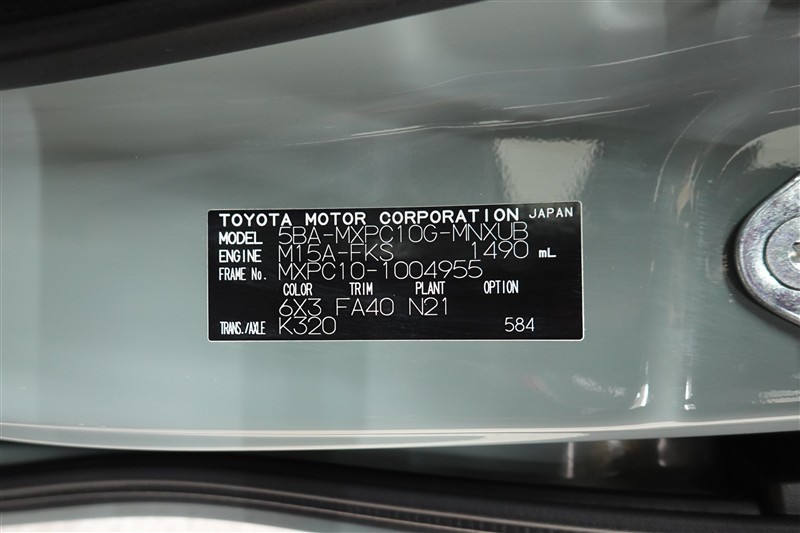 TOYOTA MOTOR CORPORATION JAPAN
MODEL 5BA-MXPC10G-MNXUB
ENGINE M15A-FKS 1490 mL
FRAME No. MXPC10-1004955
COLOR TRIM PLANT OPTION
6X3 FA40 N21
TRANS./AXLE K320 584